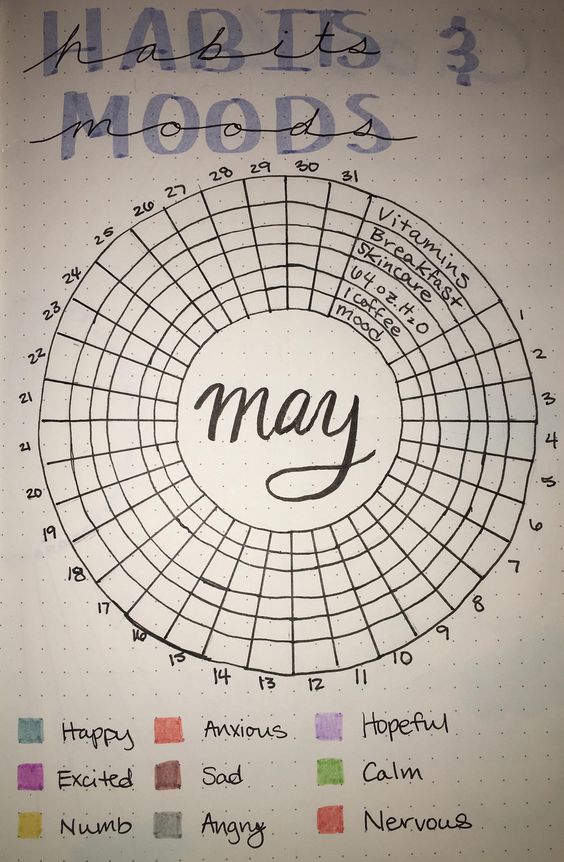 HABITS &
habits
MOODS
moods
Vitamins
Breakfast
Skincare
64 oz. H2O
1 coffee
mood
1
2
3
4
5
6
7
8
9
10
11
12
13
14
15
16
17
18
19
20
21
21
22
23
24
25
26
27
28
29
30
31
may
Happy Anxious Hopeful
Excited Sad Calm
Numb Angry Nervous